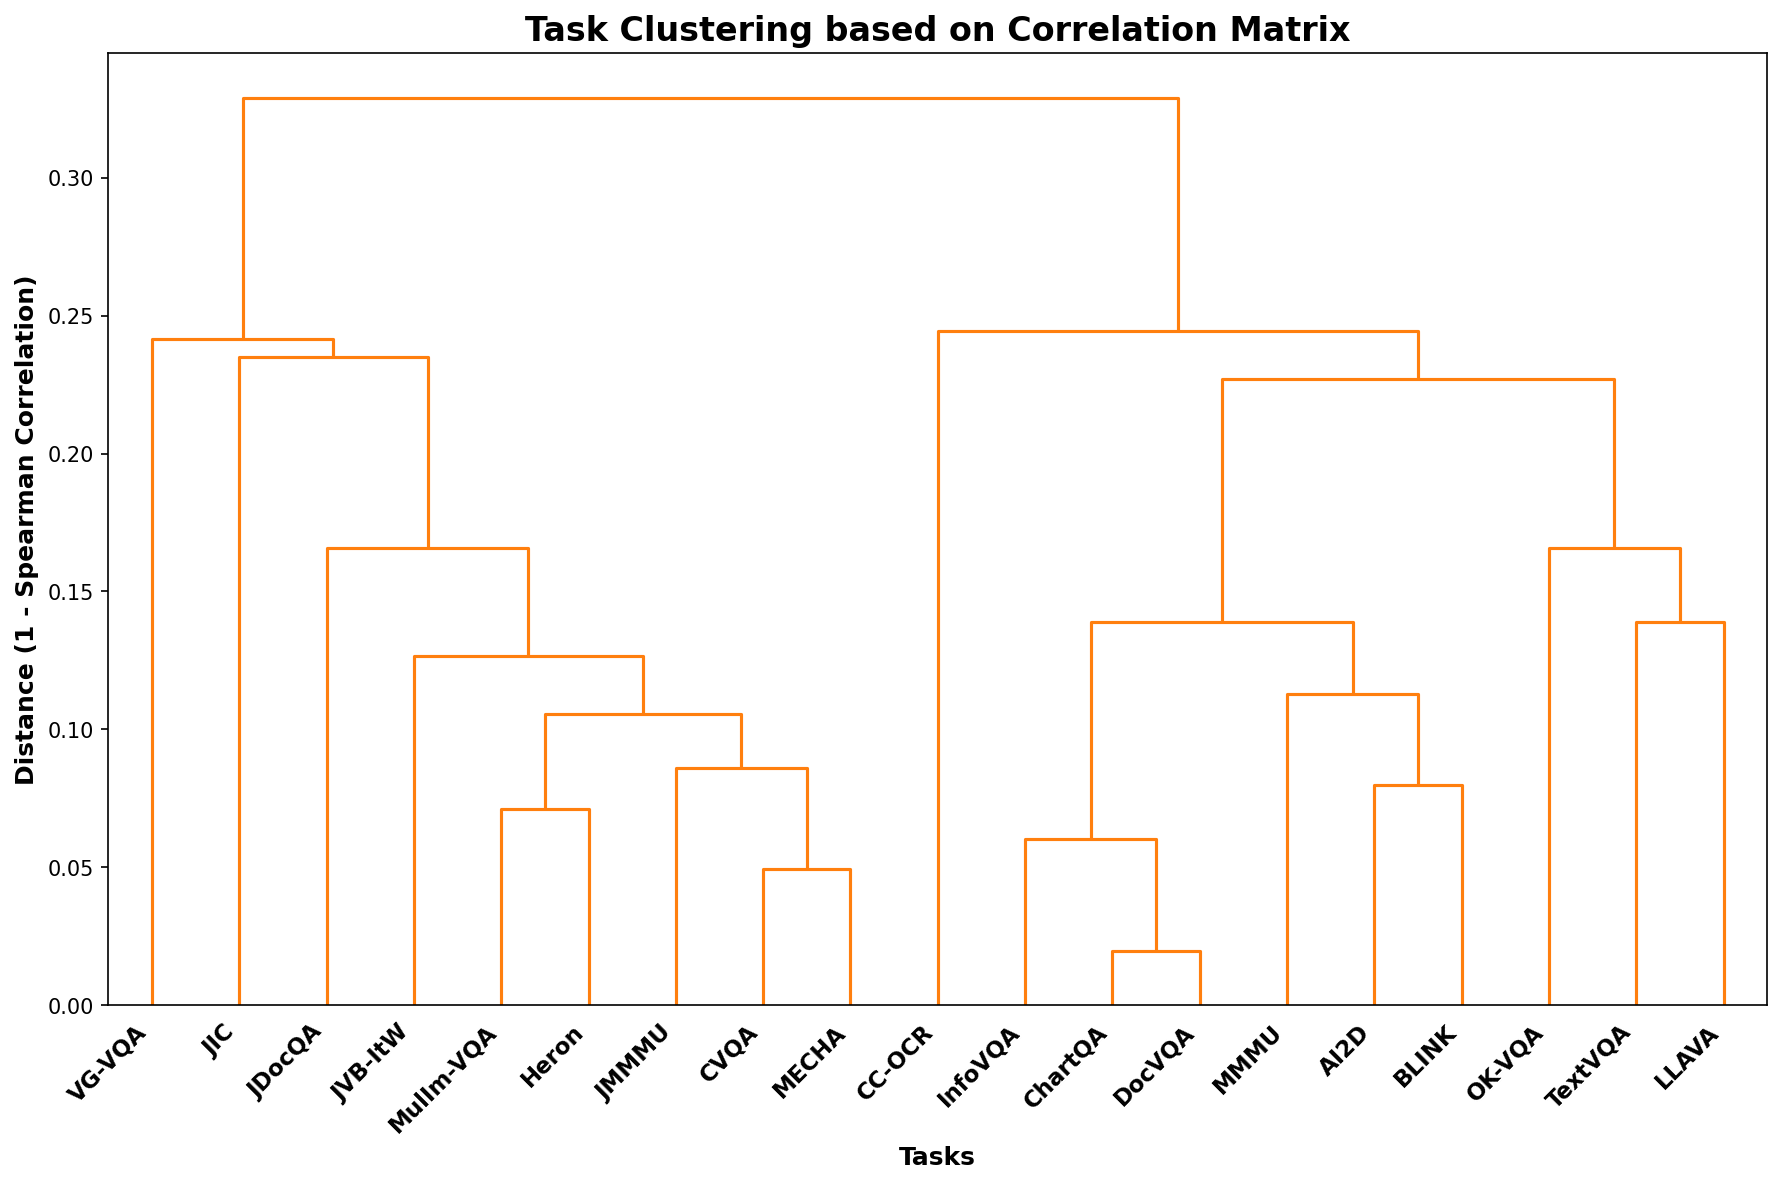 Task Clustering based on Correlation Matrix
Distance (1 - Spearman Correlation)
0.30
0.25
0.20
0.15
0.10
0.05
0.00
VG-VQA
JIC
JDocQA
JVB-ItW
Mullm-VQA
Heron
JMMMU
CVQA
MECHA
CC-OCR
InfoVQA
ChartQA
DocVQA
MMMU
AI2D
BLINK
OK-VQA
TextVQA
LLAVA
Tasks